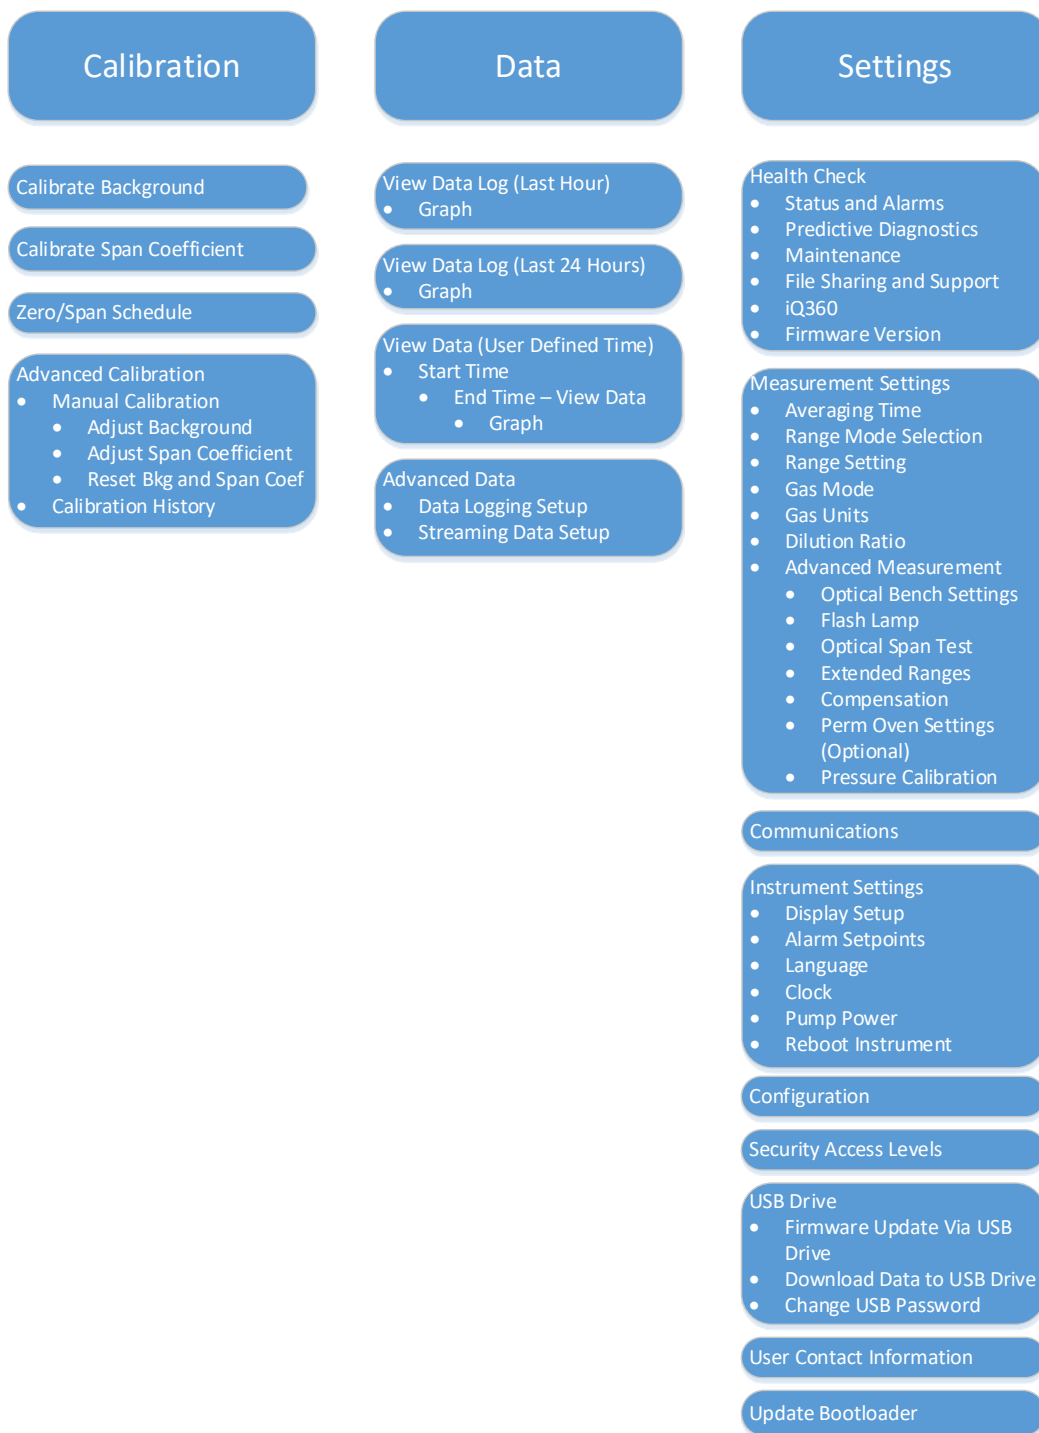 Calibration
Calibrate Background
Calibrate Span Coefficient
Zero/Span Schedule
Advanced Calibration
• Manual Calibration
• Adjust Background
• Adjust Span Coefficient
• Reset Bkg and Span Coef
• Calibration History
Data
View Data Log (Last Hour)
• Graph
View Data Log (Last 24 Hours)
• Graph
View Data (User Defined Time)
• Start Time
• End Time – View Data
• Graph
Advanced Data
• Data Logging Setup
• Streaming Data Setup
Settings
Health Check
• Status and Alarms
• Predictive Diagnostics
• Maintenance
• File Sharing and Support
• iQ360
• Firmware Version
Measurement Settings
• Averaging Time
• Range Mode Selection
• Range Setting
• Gas Mode
• Gas Units
• Dilution Ratio
• Advanced Measurement
• Optical Bench Settings
• Flash Lamp
• Optical Span Test
• Extended Ranges
• Compensation
• Perm Oven Settings
(Optional)
• Pressure Calibration
Communications
Instrument Settings
• Display Setup
• Alarm Setpoints
• Language
• Clock
• Pump Power
• Reboot Instrument
Configuration
Security Access Levels
USB Drive
• Firmware Update Via USB
Drive
• Download Data to USB Drive
• Change USB Password
User Contact Information
Update Bootloader